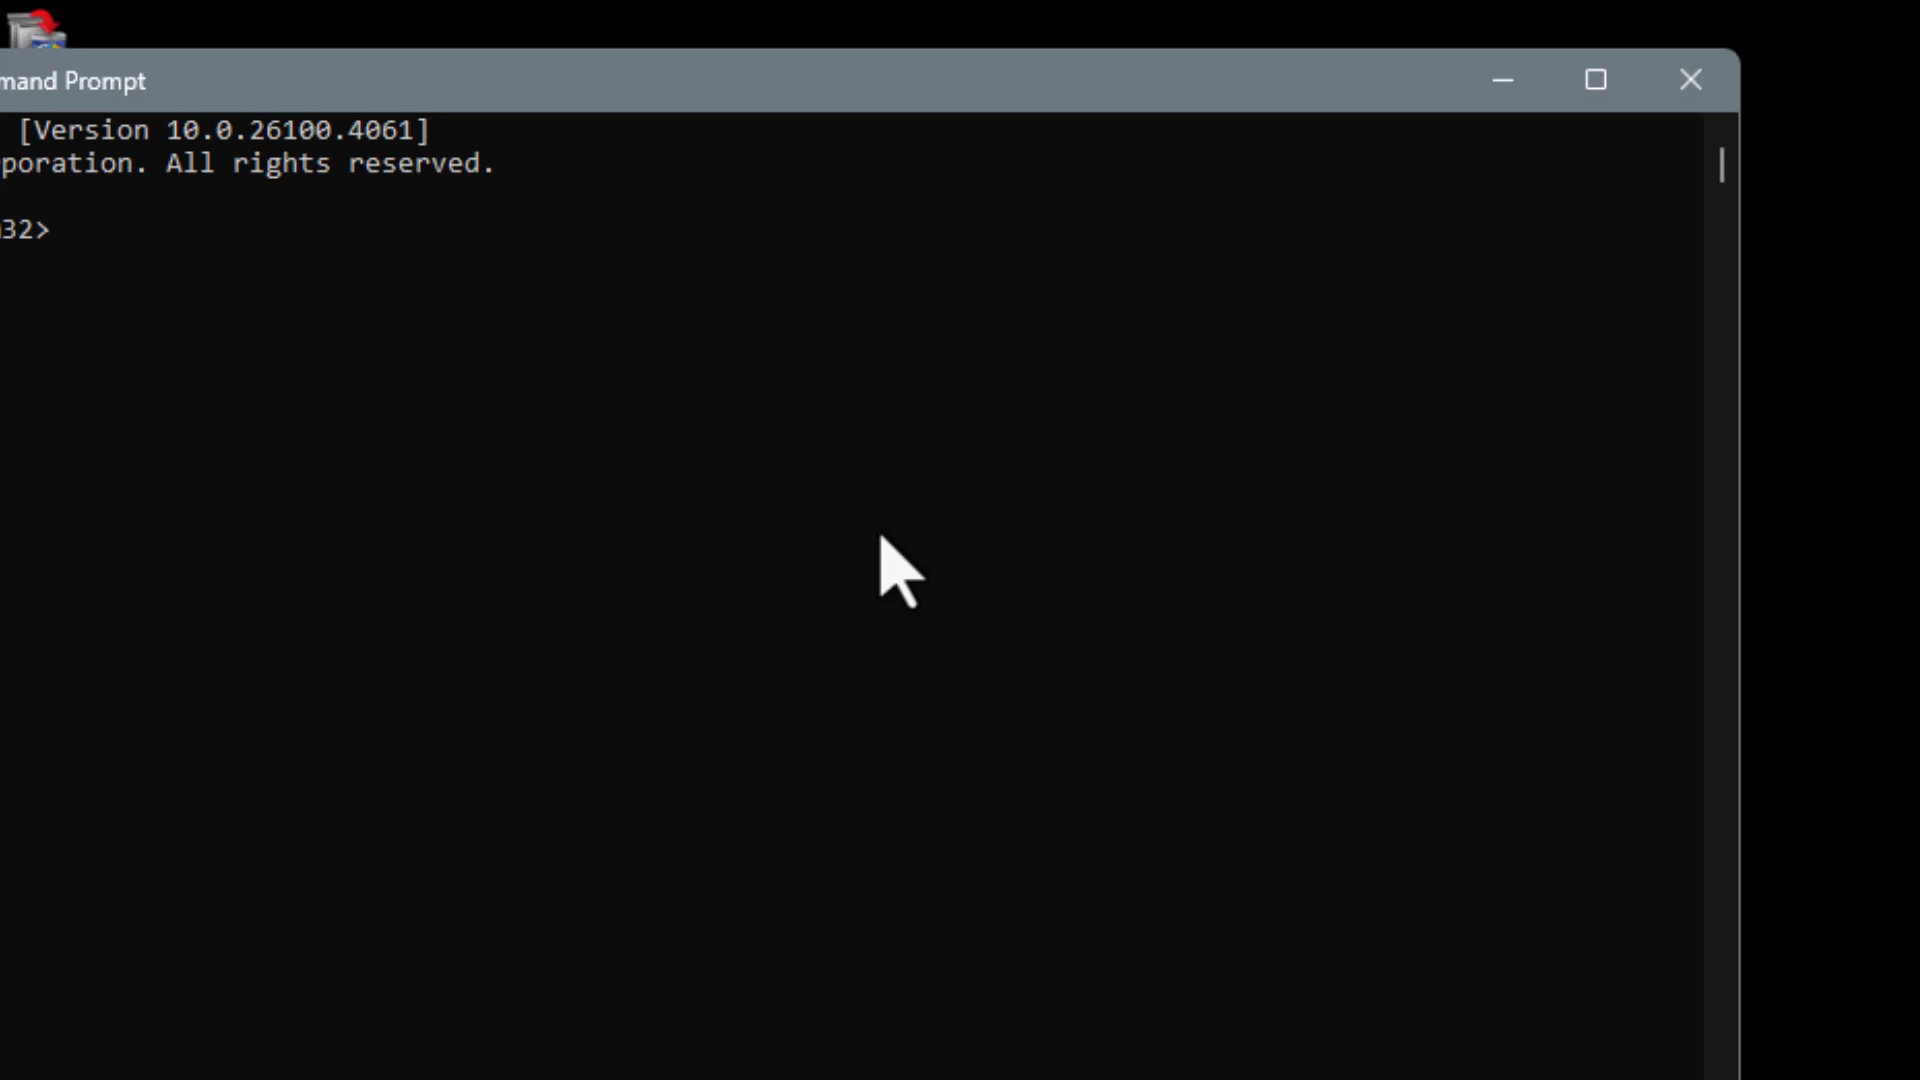 mand Prompt
[Version 10.0.26100.4061]
poration. All rights reserved.
32>